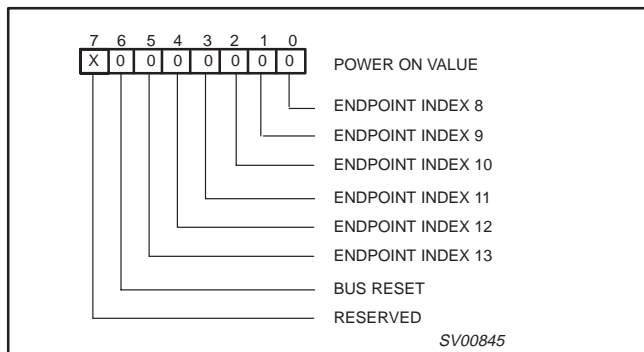 7 6 5 4 3 2 1 0
X 0 0 0 0 0 0 0 POWER ON VALUE
ENDPOINT INDEX 8
ENDPOINT INDEX 9
ENDPOINT INDEX 10
ENDPOINT INDEX 11
ENDPOINT INDEX 12
ENDPOINT INDEX 13
BUS RESET
RESERVED
SV00845